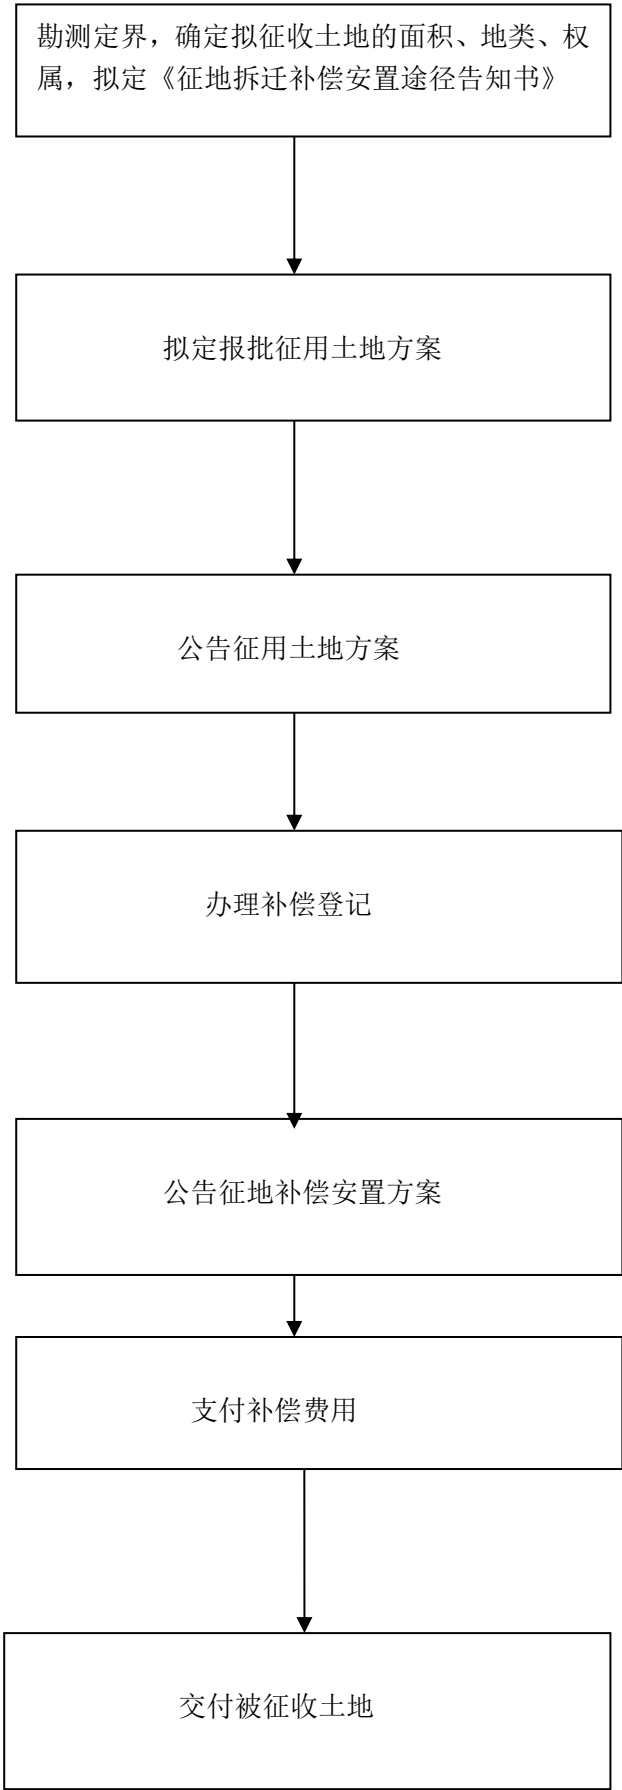 勘测定界，确定拟征收土地的面积、地类、权
属，拟定《征地拆迁补偿安置途径告知书》
拟定报批征用土地方案
公告征用土地方案
办理补偿登记
公告征地补偿安置方案
支付补偿费用
交付被征收土地